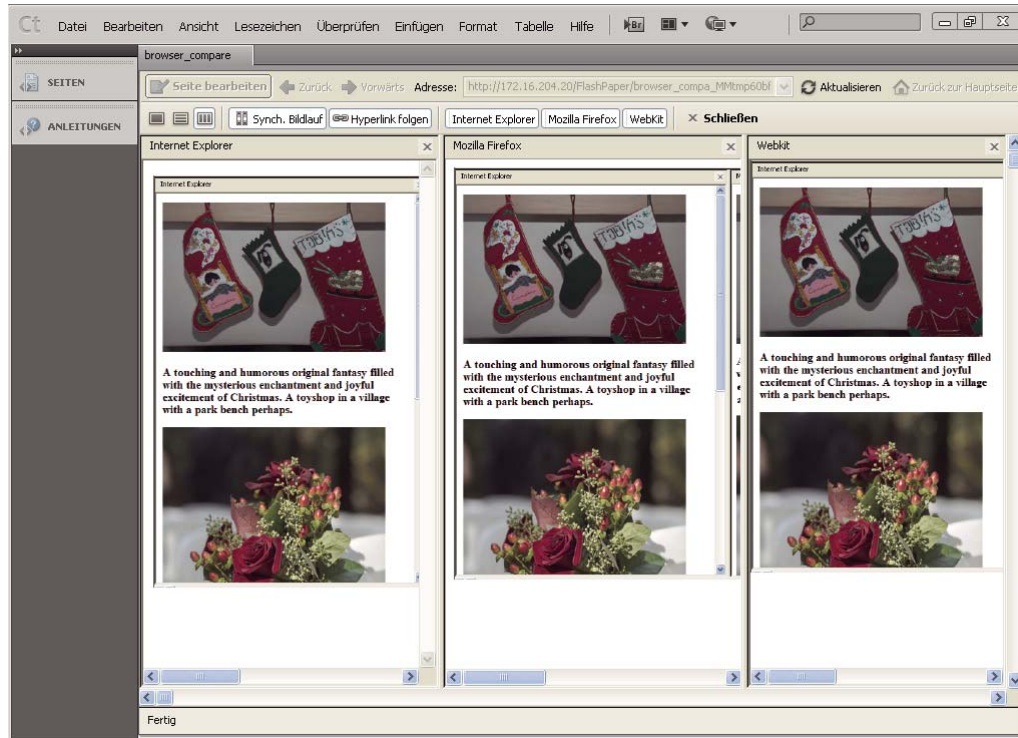 Ct Datei Bearbeiten Ansicht Lesezeichen Überprüfen Einfügen Format Tabelle Hilfe Br
browser_compare
SEITEN
ANLEITUNGEN
Seite bearbeiten Zurück Vorwärts Adresse: http://172.16.204.20/FlashPaper/browser_compa_MMtmp60bf Aktualisieren Zurück zur Hauptseite
Synch. Bildlauf Hyperlink folgen Internet Explorer Mozilla Firefox WebKit Schließen
Internet Explorer
Internet Explorer
TOBIAS
A touching and humorous original fantasy filled
with the mysterious enchantment and joyful
excitement of Christmas. A toyshop in a village
with a park bench perhaps.
Mozilla Firefox
Internet Explorer
TOBIAS
A touching and humorous original fantasy filled
with the mysterious enchantment and joyful
excitement of Christmas. A toyshop in a village
with a park bench perhaps.
Webkit
Internet Explorer
TOBIAS
A touching and humorous original fantasy filled
with the mysterious enchantment and joyful
excitement of Christmas. A toyshop in a village
with a park bench perhaps.
Fertig